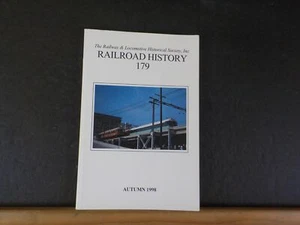 The Railway & Locomotive Historical Society, Inc
RAILROAD HISTORY
179
AUTUMN 1998